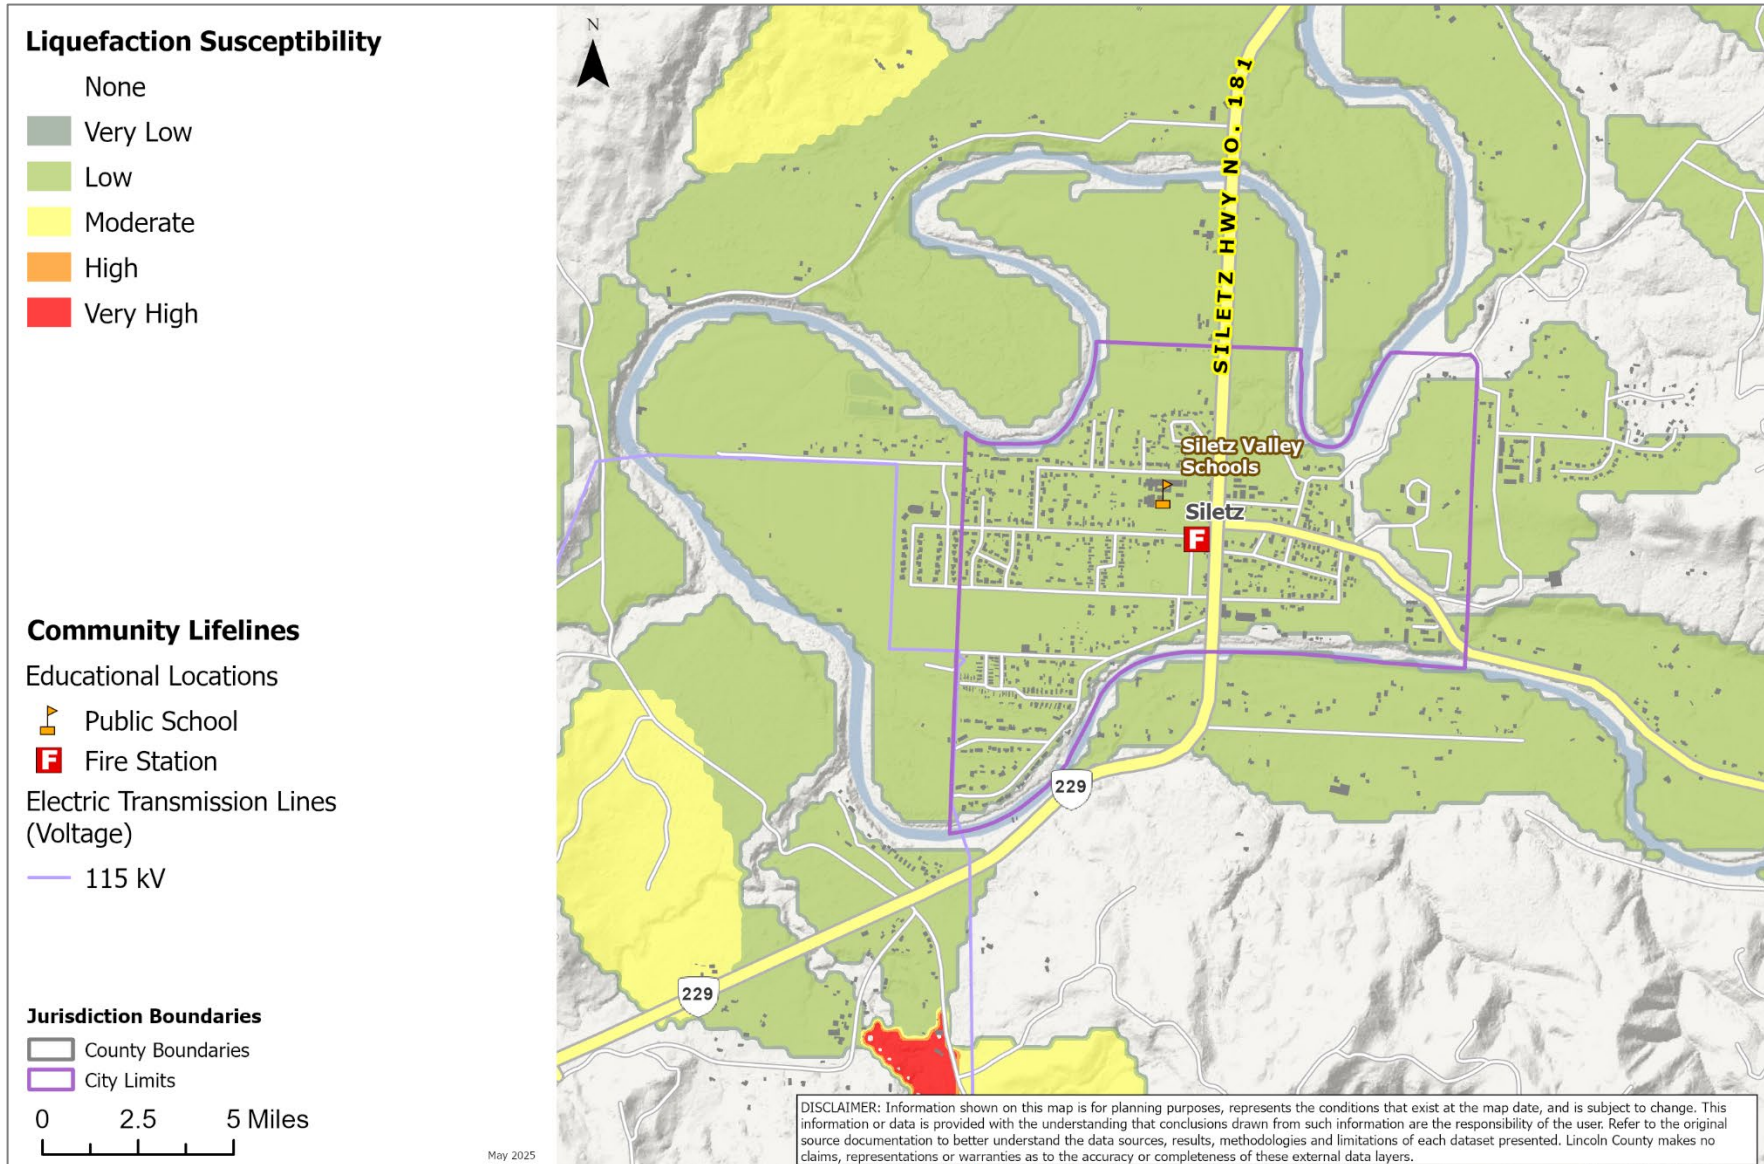 Liquefaction Susceptibility
None
Very Low
Low
Moderate
High
Very High
Community Lifelines
Educational Locations
Public School
F Fire Station
Electric Transmission Lines
(Voltage)
115 kV
Jurisdiction Boundaries
County Boundaries
City Limits
0 2.5 5 Miles
May 2025
N
SILETZ HWY NO. 181
Siletz Valley
Schools
Siletz
F
229
229
DISCLAIMER: Information shown on this map is for planning purposes, represents the conditions that exist at the map date, and is subject to change. This
information or data is provided with the understanding that conclusions drawn from such information are the responsibility of the user. Refer to the original
source documentation to better understand the data sources, results, methodologies and limitations of each dataset presented. Lincoln County makes no
claims, representations or warranties as to the accuracy or completeness of these external data layers.